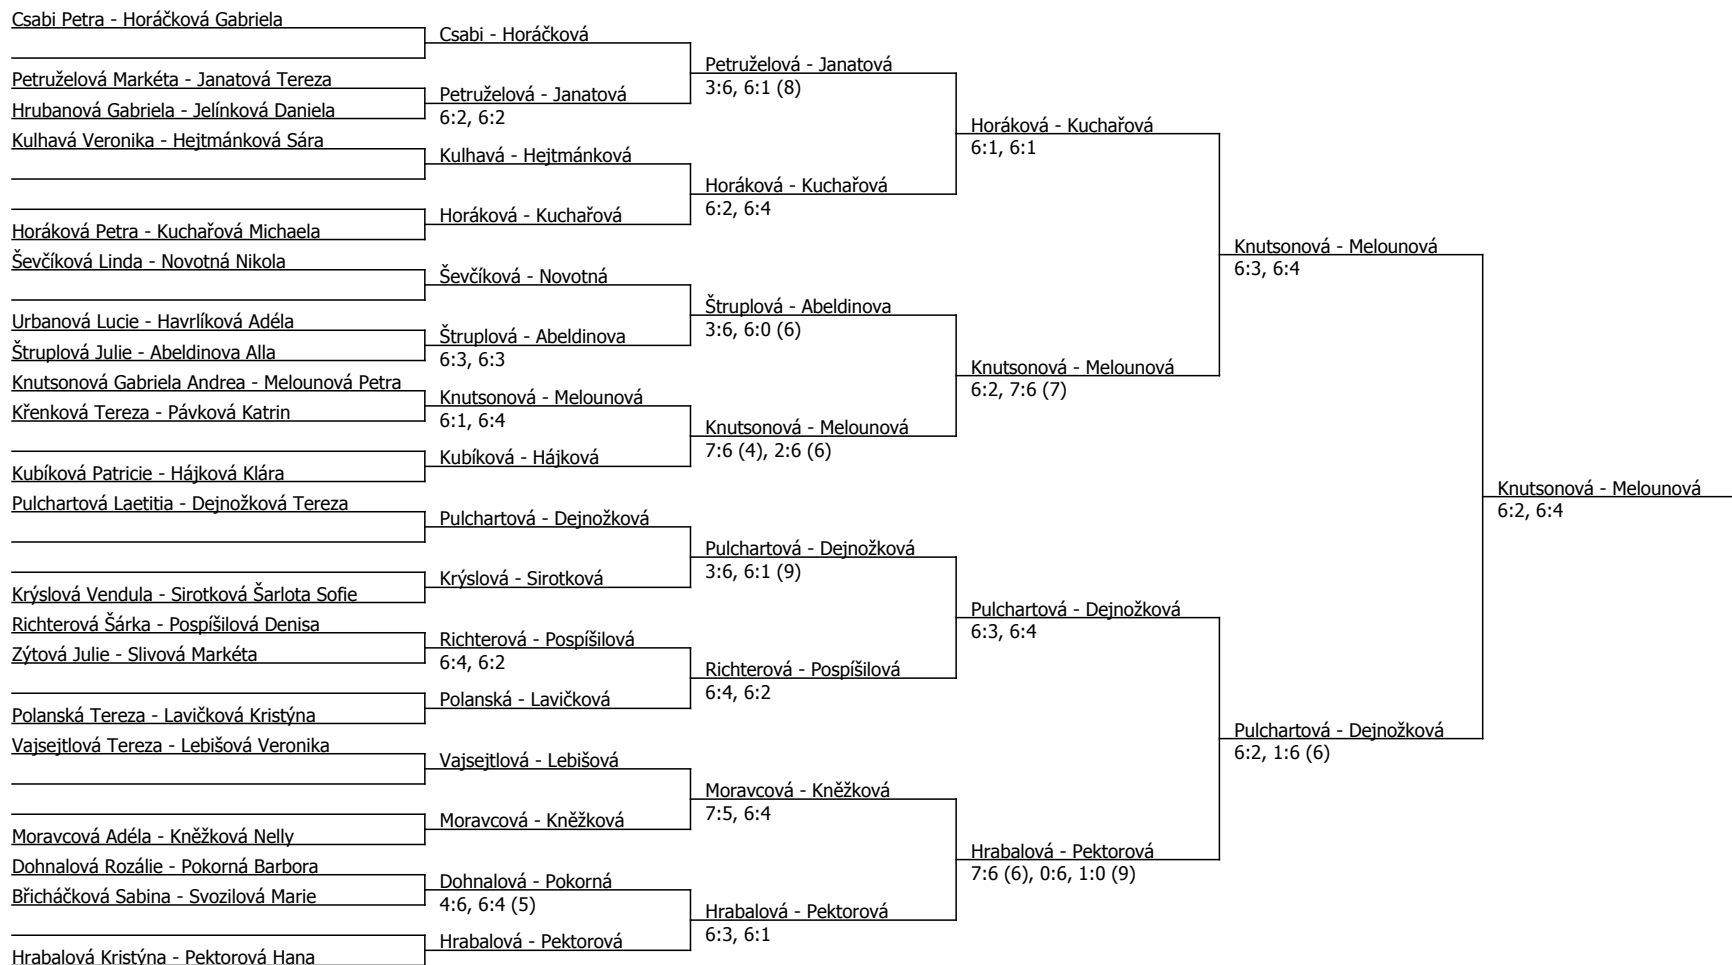 Csabi Petra - Horáčková Gabriela
Petruželová Markéta - Janatová Tereza
Hrubanová Gabriela - Jelínková Daniela
Kulhavá Veronika - Hejtmánková Sára
Horáková Petra - Kuchařová Michaela
Ševčíková Linda - Novotná Nikola
Urbanová Lucie - Havrlíková Adéla
Štruplová Julie - Abeldinova Alla
Knutsonová Gabriela Andrea - Melounová Petra
Křenková Tereza - Pávková Katrin
Kubíková Patricie - Hájková Klára
Pulchartová Laetitia - Dejnožková Tereza
Krýslová Vendula - Sirotková Šarlota Sofie
Richterová Šárka - Pospíšilová Denisa
Zýtová Julie - Slivová Markéta
Polanská Tereza - Lavičková Kristýna
Vajsejtlová Tereza - Lebišová Veronika
Moravcová Adéla - Kněžková Nelly
Dohnalová Rozálie - Pokorná Barbora
Břicháčková Sabina - Svozilová Marie
Hrabalová Kristýna - Pektorová Hana
Csabi - Horáčková
Petruželová - Janatová
6:2, 6:2
Kulhavá - Hejtmánková
Horáková - Kuchařová
Ševčíková - Novotná
Štruplová - Abeldinova
6:3, 6:3
Knutsonová - Melounová
6:1, 6:4
Kubíková - Hájková
Pulchartová - Dejnožková
Krýslová - Sirotková
Richterová - Pospíšilová
6:4, 6:2
Polanská - Lavičková
Vajsejtlová - Lebišová
Moravcová - Kněžková
Dohnalová - Pokorná
4:6, 6:4 (5)
Hrabalová - Pektorová
Petruželová - Janatová
3:6, 6:1 (8)
Horáková - Kuchařová
6:2, 6:4
Štruplová - Abeldinova
3:6, 6:0 (6)
Knutsonová - Melounová
7:6 (4), 2:6 (6)
Pulchartová - Dejnožková
3:6, 6:1 (9)
Richterová - Pospíšilová
6:4, 6:2
Moravcová - Kněžková
7:5, 6:4
Hrabalová - Pektorová
6:3, 6:1
Horáková - Kuchařová
6:1, 6:1
Knutsonová - Melounová
6:2, 7:6 (7)
Pulchartová - Dejnožková
6:3, 6:4
Hrabalová - Pektorová
7:6 (6), 0:6, 1:0 (9)
Knutsonová - Melounová
6:3, 6:4
Pulchartová - Dejnožková
6:2, 1:6 (6)
Knutsonová - Melounová
6:2, 6:4